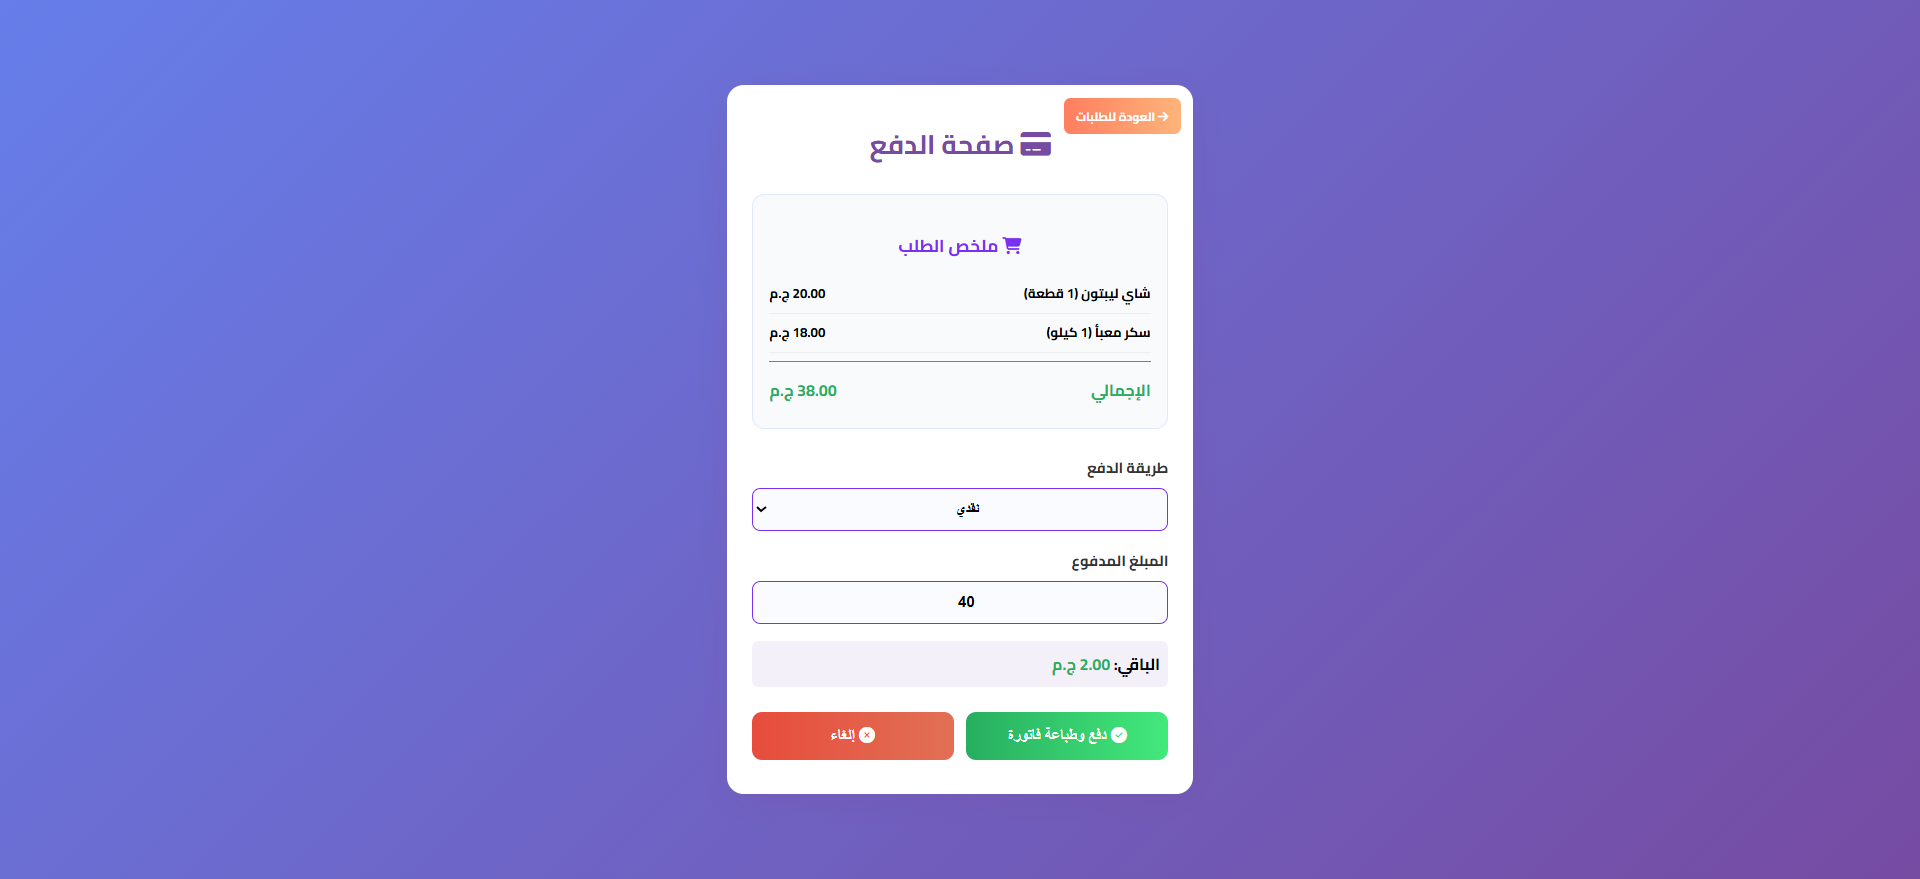 العودة للطلبات
صفحة الدفع
ملخص الطلب
شاي ليبتون (1 قطعة) 20.00 ج.م
سكر معبأ (1 كيلو) 18.00 ج.م
الإجمالي 38.00 ج.م
طريقة الدفع
نقدي
المبلغ المدفوع
40
الباقي: 2.00 ج.م
دفع وطباعة فاتورة
إلغاء